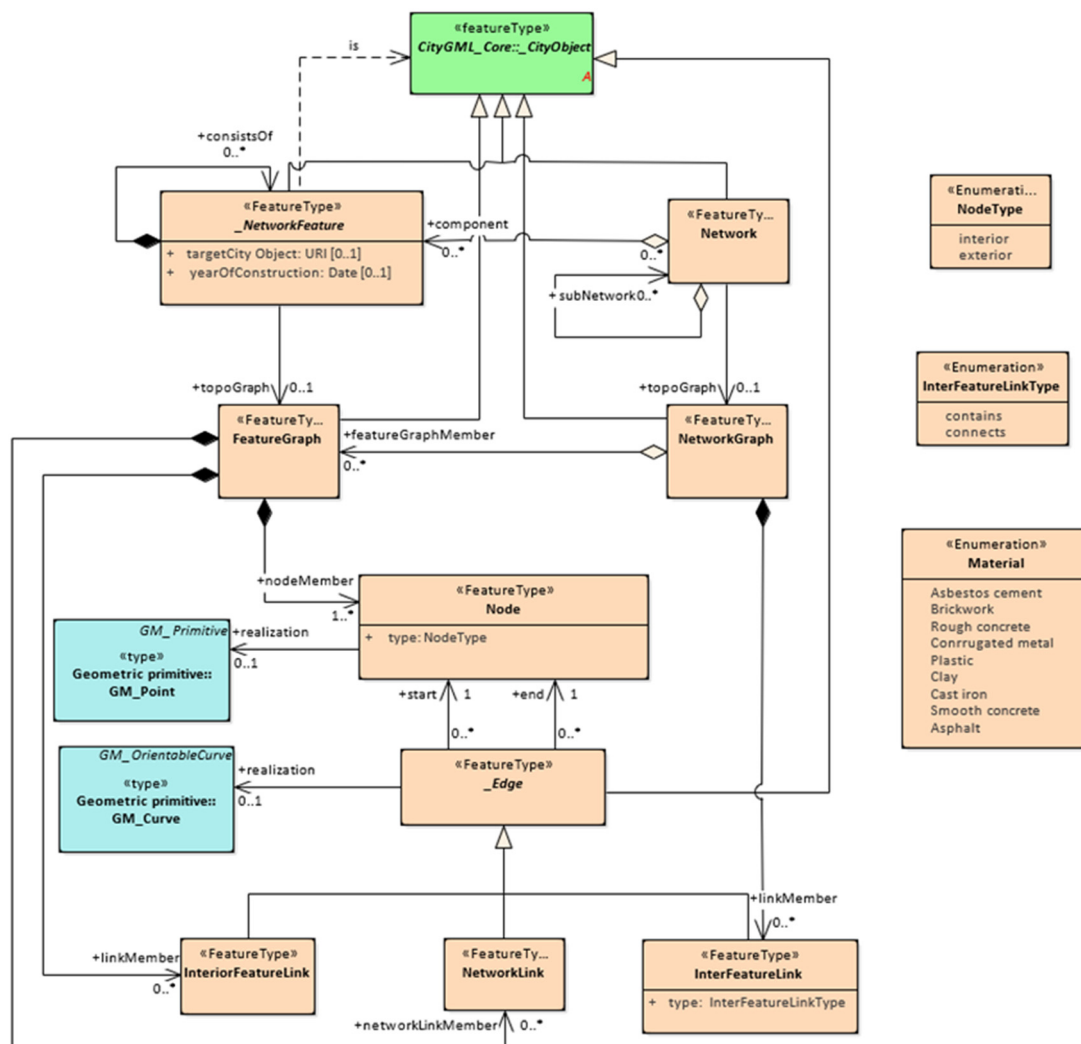 «featureType»
CityGML_Core::_CityObject
A
is
+consistsOf
0..*
«FeatureType»
_NetworkFeature
+ targetCity Object: URI [0..1]
+ yearOfConstruction: Date [0..1]
+component
0..*
0..*
«FeatureTy...
Network
+ subNetwork0..*
«Enumerati...
NodeType
interior
exterior
+topoGraph
0..1
+topoGraph
0..1
«Enumeration»
InterFeatureLinkType
contains
connects
«FeatureTy...
FeatureGraph
+featureGraphMember
0..*
«FeatureTy...
NetworkGraph
+nodeMember
1..*
«FeatureType»
Node
+ type: NodeType
«Enumeration»
Material
Asbestos cement
Brickwork
Rough concrete
Conrrugated metal
Plastic
Clay
Cast iron
Smooth concrete
Asphalt
GM_Primitive
«type»
Geometric primitive::
GM_Point
+realization
0..1
+start
1
+end
1
0..*
0..*
GM_OrientableCurve
«type»
Geometric primitive::
GM_Curve
+realization
0..1
«FeatureType»
_Edge
+linkMember
0..*
«FeatureType»
InteriorFeatureLink
«FeatureTy...
NetworkLink
+networkLinkMember
0..*
+linkMember
0..*
«FeatureType»
InterFeatureLink
+ type: InterFeatureLinkType